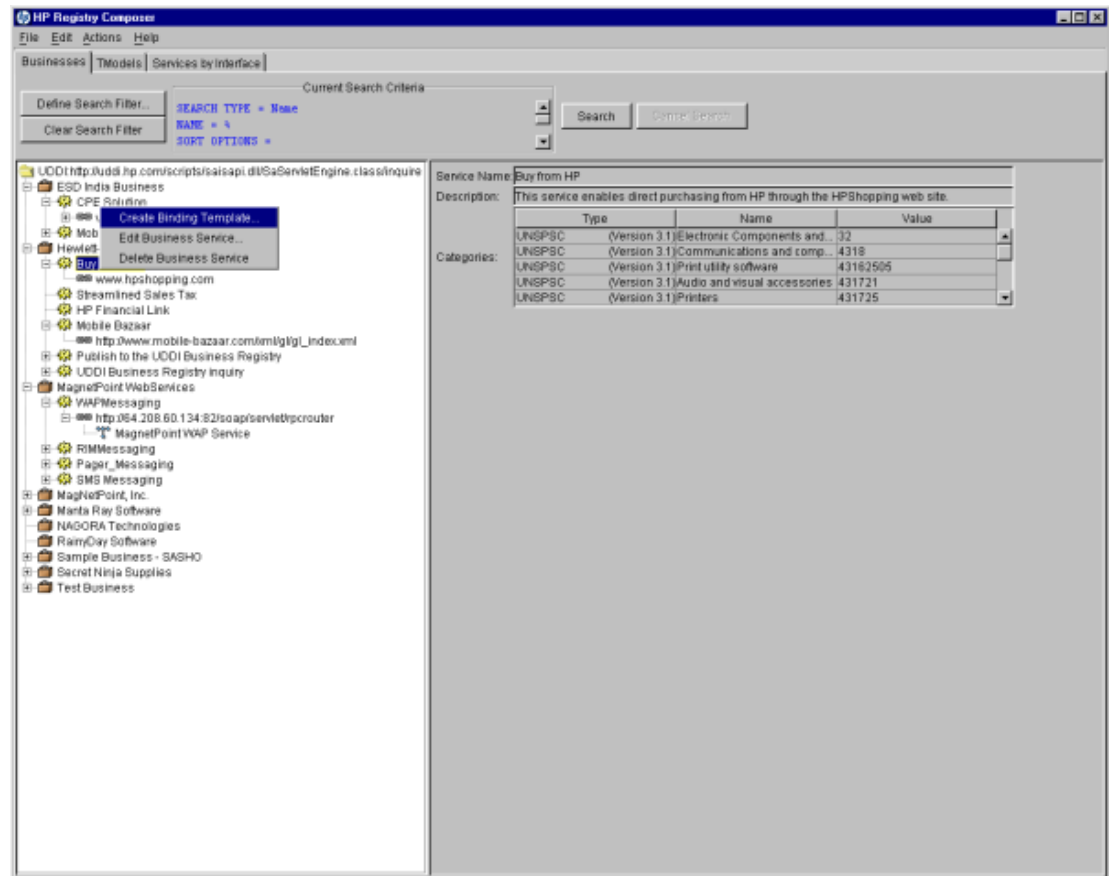 HP Registry Composer
File Edit Actions Help
Businesses TModels Services by Interface
Current Search Criteria
Define Search Filter...
Clear Search Filter
SEARCH TYPE = Name
NAME = %
SORT OPTIONS =
Search Cancel Search
UDDI:http://uddi.hp.com/scripts/saisapi.dll/SaServletEngine.class/inquire
ESD India Business
CPE Solution
Create Binding Template...
Mob
Edit Business Service...
Hewlett-
Delete Business Service
Buy
www.hpshopping.com
Streamlined Sales Tax
HP Financial Link
Mobile Bazaar
http://www.mobile-bazaar.com/xml/gl/gl_index.xml
Publish to the UDDI Business Registry
UDDI Business Registry inquiry
MagnetPoint WebServices
WAPMessaging
http://64.208.60.134:82/soap/servlet/rpcrouter
MagnetPoint WAP Service
RIMMessaging
Pager_Messaging
SMS Messaging
MagNetPoint, Inc.
Manta Ray Software
NAGORA Technologies
RainyDay Software
Sample Business - SASHO
Secret Ninja Supplies
Test Business
Service Name: Buy from HP
Description: This service enables direct purchasing from HP through the HPShopping web site.
Categories:
Type Name Value
UNSPSC (Version 3.1) Electronic Components and... 32
UNSPSC (Version 3.1) Communications and comp... 4318
UNSPSC (Version 3.1) Print utility software 43162505
UNSPSC (Version 3.1) Audio and visual accessories 431721
UNSPSC (Version 3.1) Printers 431725